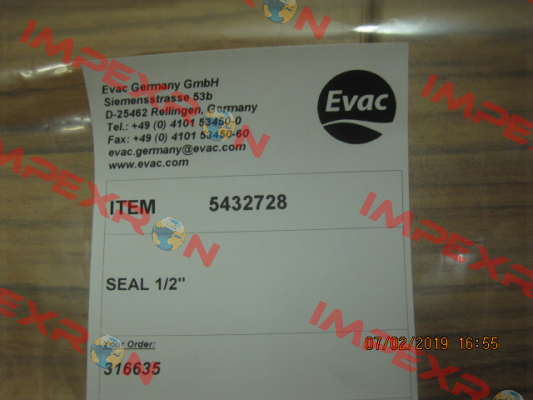 Evac Germany GmbH
Siemensstrasse 53b
D-25462 Rellingen, Germany
Tel.: +49 (0) 4101 53450-0
Fax: +49 (0) 4101 53450-60
evac.germany@evac.com
www.evac.com
Evac
ITEM 5432728
SEAL 1/2"
Your Order:
316635
07/02/2019 16:55
IMPEXRON
IMPEXRON
IMPEXRON
IMPEXRON
IMPEXRON
IMPEXRON
IMPEXRON